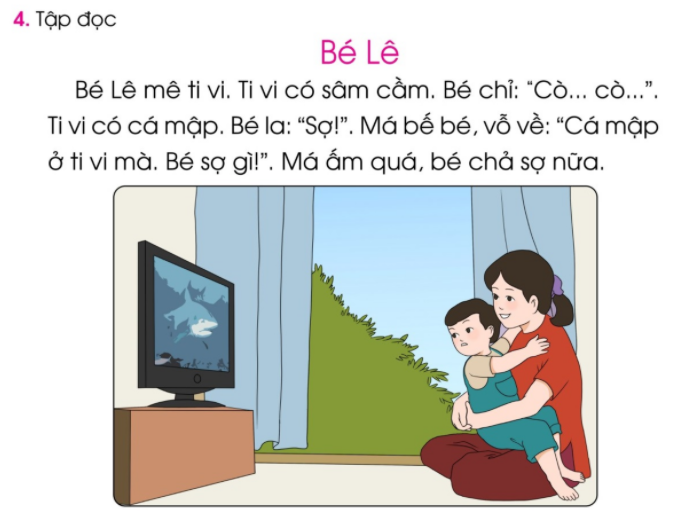 4. Tập đọc
Bé Lê
Bé Lê mê ti vi. Ti vi có sâm cầm. Bé chỉ: “Cò... cò...”.
Ti vi có cá mập. Bé la: “Sợ!”. Má bế bé, vỗ về: “Cá mập
ở ti vi mà. Bé sợ gì!”. Má ấm quá, bé chả sợ nữa.